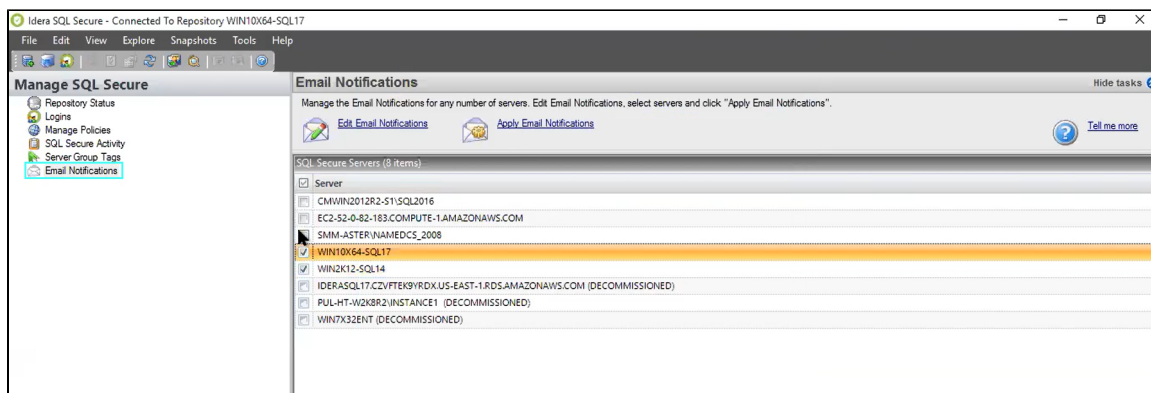 Idera SQL Secure - Connected To Repository WIN10X64-SQL17
File Edit View Explore Snapshots Tools Help
Manage SQL Secure
Repository Status
Logins
Manage Policies
SQL Secure Activity
Server Group Tags
Email Notifications
Email Notifications
Hide tasks
Manage the Email Notifications for any number of servers. Edit Email Notifications, select servers and click "Apply Email Notifications".
Edit Email Notifications
Apply Email Notifications
Tell me more
SQL Secure Servers (8 items)
Server
CMWIN2012R2-S1\SQL2016
EC2-52-0-82-183.COMPUTE-1.AMAZONAWS.COM
SMM-ASTER\NAMEDCS_2008
WIN10X64-SQL17
WIN2K12-SQL14
IDERASQL17.CZVFTEK9YRDX.US-EAST-1.RDS.AMAZONAWS.COM (DECOMMISSIONED)
PUL-HT-W2K8R2\INSTANCE1 (DECOMMISSIONED)
WIN7X32ENT (DECOMMISSIONED)